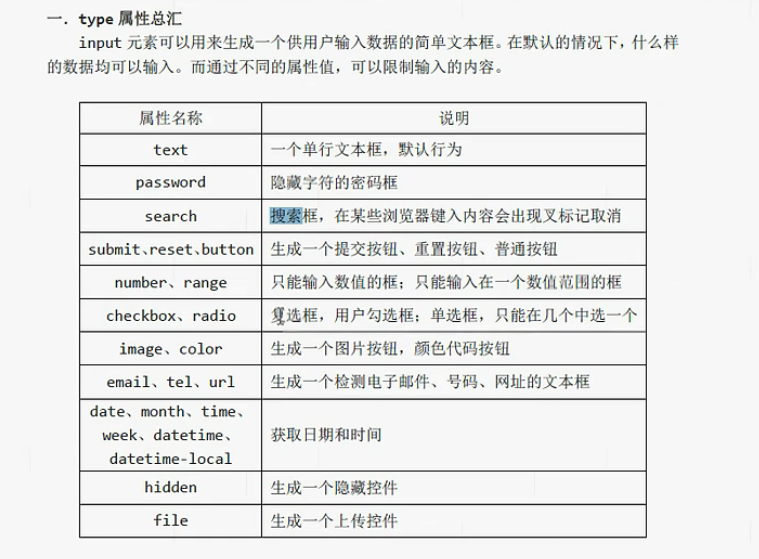 一. type 属性总汇
input 元素可以用来生成一个供用户输入数据的简单文本框。在默认的情况下，什么样
的数据均可以输入。而通过不同的属性值，可以限制输入的内容。
属性名称 说明
text 一个单行文本框，默认行为
password 隐藏字符的密码框
search 搜索框，在某些浏览器键入内容会出现叉标记取消
submit、reset、button 生成一个提交按钮、重置按钮、普通按钮
number、range 只能输入数值的框；只能输入在一个数值范围的框
checkbox、radio 复选框，用户勾选框；单选框，只能在几个中选一个
image、color 生成一个图片按钮，颜色代码按钮
email、tel、url 生成一个检测电子邮件、号码、网址的文本框
date、month、time、
week、datetime、
datetime-local 获取日期和时间
hidden 生成一个隐藏控件
file 生成一个上传控件